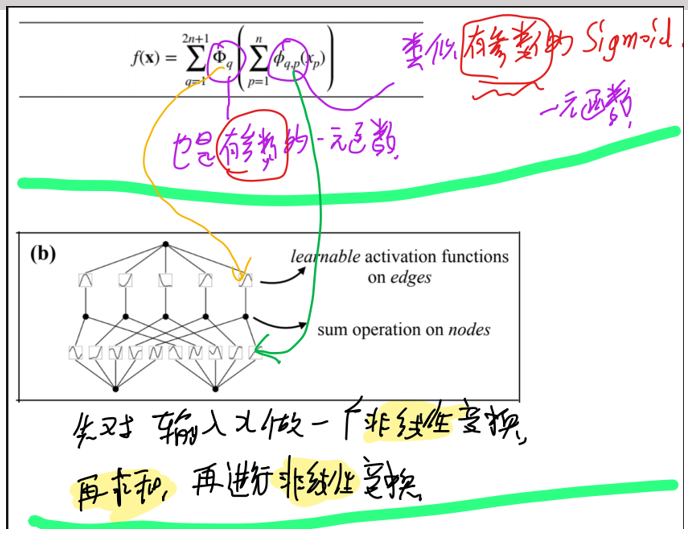 f(x) = \sum_{q=1}^{2n+1} \Phi_q \left( \sum_{p=1}^{n} \phi_{q,p}(x_p) \right)
类似有参数的 Sigmoid.
一元函数
也是有参数的一元函数
(b)
learnable activation functions
on edges
sum operation on nodes
先对输入x做一个非线性变换,
再求和, 再进行非线性变换